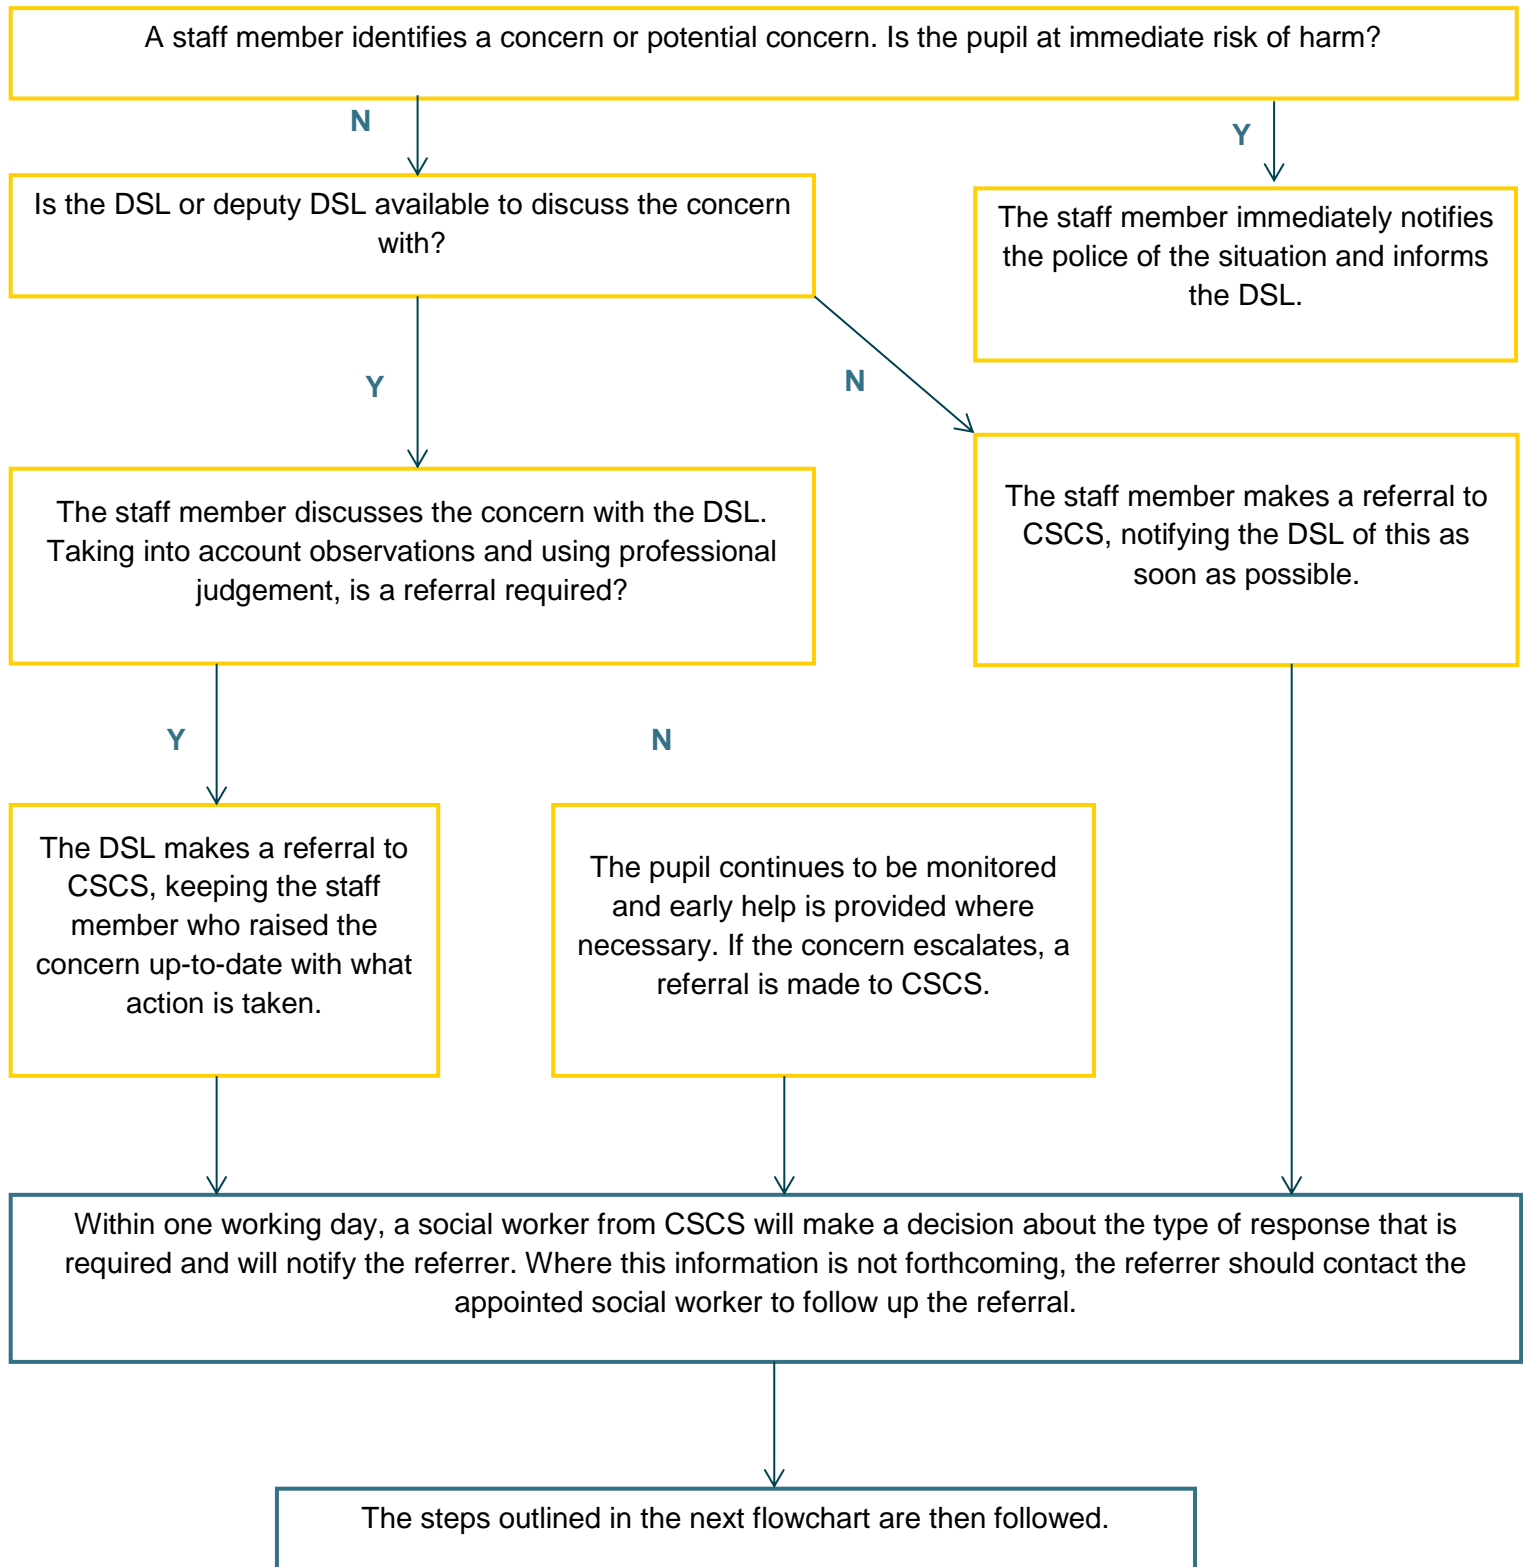 A staff member identifies a concern or potential concern. Is the pupil at immediate risk of harm?
N
Y
Is the DSL or deputy DSL available to discuss the concern
with?
The staff member immediately notifies
the police of the situation and informs
the DSL.
Y
N
The staff member discusses the concern with the DSL.
Taking into account observations and using professional
judgement, is a referral required?
The staff member makes a referral to
CSCS, notifying the DSL of this as
soon as possible.
Y
N
The DSL makes a referral to
CSCS, keeping the staff
member who raised the
concern up-to-date with what
action is taken.
The pupil continues to be monitored
and early help is provided where
necessary. If the concern escalates, a
referral is made to CSCS.
Within one working day, a social worker from CSCS will make a decision about the type of response that is
required and will notify the referrer. Where this information is not forthcoming, the referrer should contact the
appointed social worker to follow up the referral.
The steps outlined in the next flowchart are then followed.